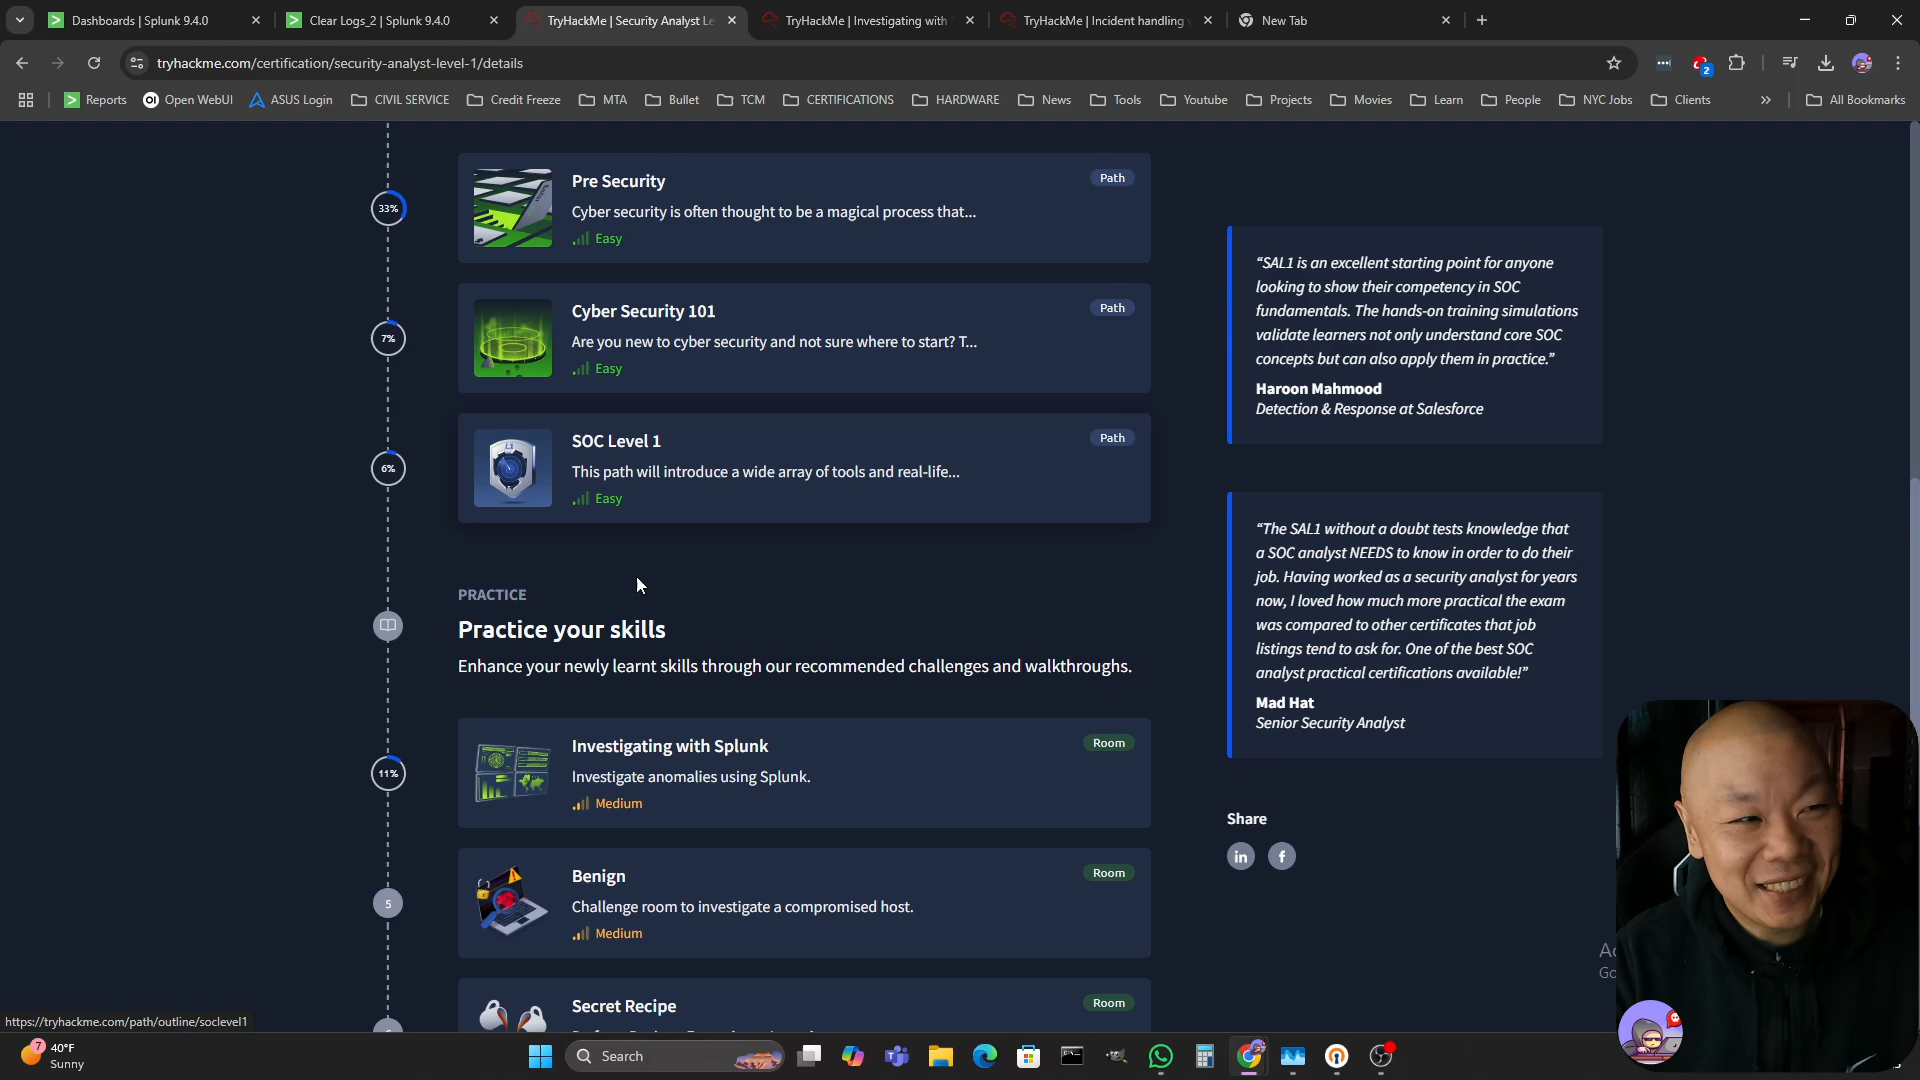 Dashboards | Splunk 9.4.0
Clear Logs_2 | Splunk 9.4.0
TryHackMe | Security Analyst Le
TryHackMe | Investigating with
TryHackMe | Incident handling
New Tab
tryhackme.com/certification/security-analyst-level-1/details
2
Reports
Open WebUI
ASUS Login
CIVIL SERVICE
Credit Freeze
MTA
Bullet
TCM
CERTIFICATIONS
HARDWARE
News
Tools
Youtube
Projects
Movies
Learn
People
NYC Jobs
Clients
All Bookmarks
33%
Pre Security
Path
Cyber security is often thought to be a magical process that...
Easy
7%
Cyber Security 101
Path
Are you new to cyber security and not sure where to start? T...
Easy
6%
SOC Level 1
Path
This path will introduce a wide array of tools and real-life...
Easy
PRACTICE
Practice your skills
Enhance your newly learnt skills through our recommended challenges and walkthroughs.
11%
Investigating with Splunk
Room
Investigate anomalies using Splunk.
Medium
5
Benign
Room
Challenge room to investigate a compromised host.
Medium
Secret Recipe
Room
“SAL1 is an excellent starting point for anyone
looking to show their competency in SOC
fundamentals. The hands-on training simulations
validate learners not only understand core SOC
concepts but can also apply them in practice.”
Haroon Mahmood
Detection & Response at Salesforce
“The SAL1 without a doubt tests knowledge that
a SOC analyst NEEDS to know in order to do their
job. Having worked as a security analyst for years
now, I loved how much more practical the exam
was compared to other certificates that job
listings tend to ask for. One of the best SOC
analyst practical certifications available!”
Mad Hat
Senior Security Analyst
Share
https://tryhackme.com/path/outline/soclevel1
7
40°F
Sunny
Search